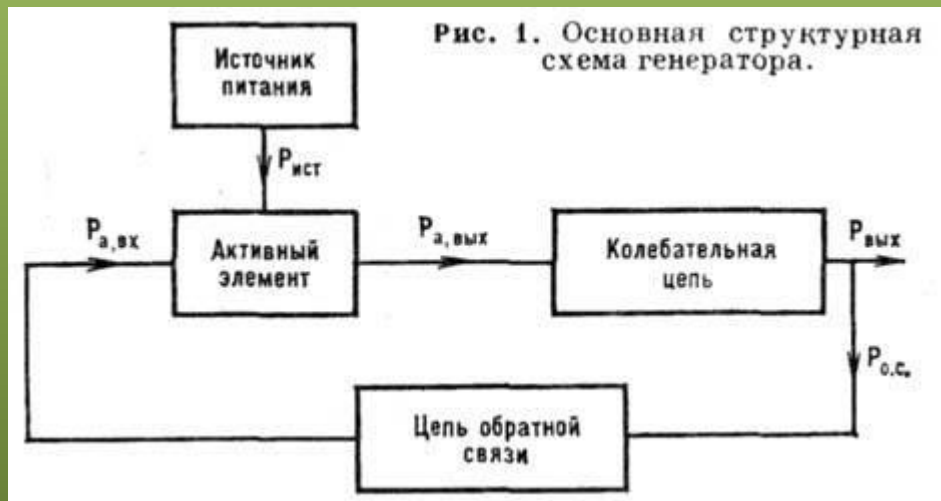 Рис. 1. Основная структурная
схема генератора.
Источник
питания
Pист
Pа,вх
Активный
элемент
Pа,вых
Колебательная
цепь
Pвых
Pо.с.
Цепь обратной
связи